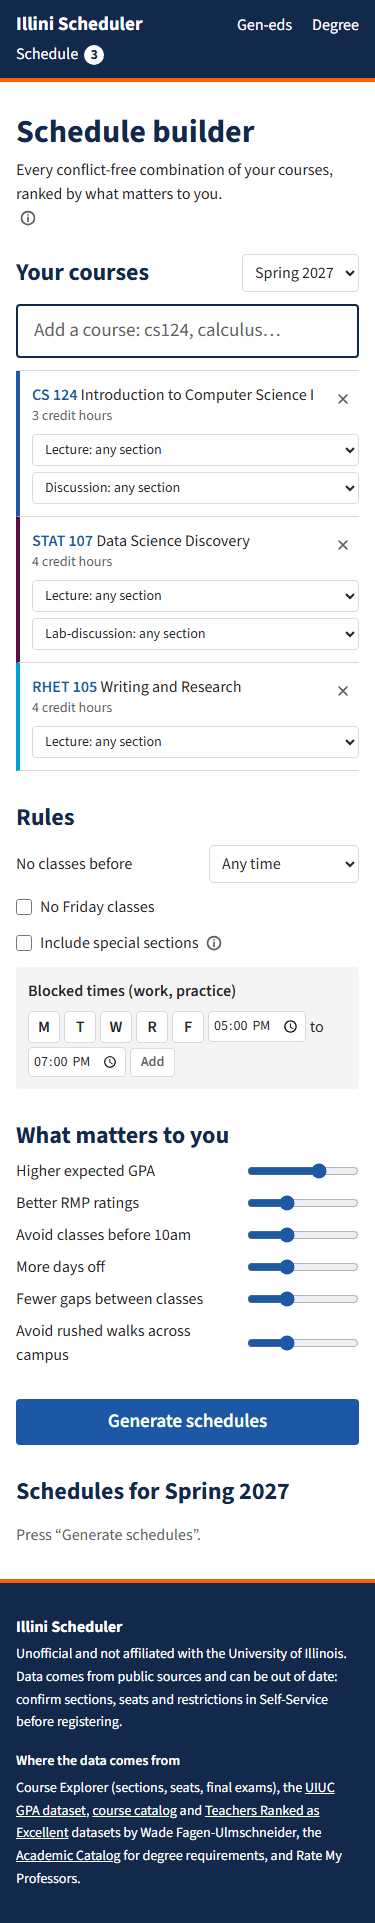 Illini Scheduler
Gen-eds
Degree
Schedule 3
Schedule builder
Every conflict-free combination of your courses,
ranked by what matters to you.
Your courses
Spring 2027
Add a course: cs124, calculus…
CS 124 Introduction to Computer Science I
3 credit hours
Lecture: any section
Discussion: any section
STAT 107 Data Science Discovery
4 credit hours
Lecture: any section
Lab-discussion: any section
RHET 105 Writing and Research
4 credit hours
Lecture: any section
Rules
No classes before
Any time
No Friday classes
Include special sections
Blocked times (work, practice)
M T W R F 05:00 PM to
07:00 PM Add
What matters to you
Higher expected GPA
Better RMP ratings
Avoid classes before 10am
More days off
Fewer gaps between classes
Avoid rushed walks across
campus
Generate schedules
Schedules for Spring 2027
Press “Generate schedules”.
Illini Scheduler
Unofficial and not affiliated with the University of Illinois.
Data comes from public sources and can be out of date:
confirm sections, seats and restrictions in Self-Service
before registering.
Where the data comes from
Course Explorer (sections, seats, final exams), the UIUC
GPA dataset, course catalog and Teachers Ranked as
Excellent datasets by Wade Fagen-Ulmschneider, the
Academic Catalog for degree requirements, and Rate My
Professors.